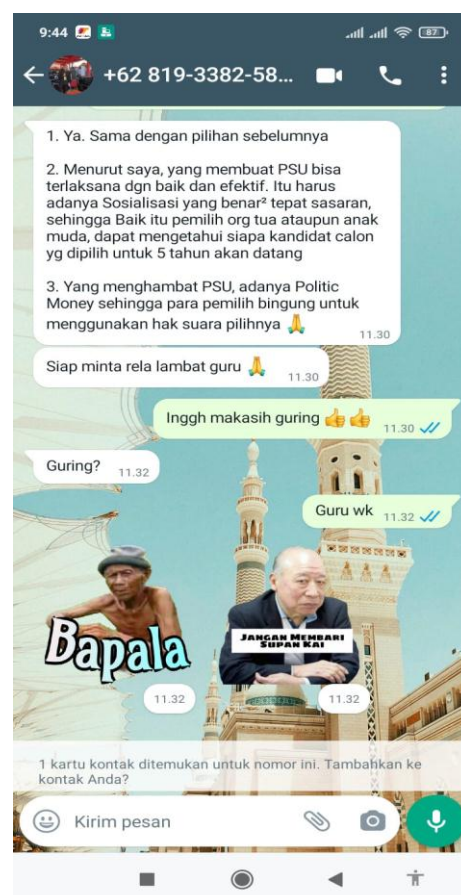 9:44
87
+62 819-3382-58...
1. Ya. Sama dengan pilihan sebelumnya
2. Menurut saya, yang membuat PSU bisa
terlaksana dgn baik dan efektif. Itu harus
adanya Sosialisasi yang benar² tepat sasaran,
sehingga Baik itu pemilih org tua ataupun anak
muda, dapat mengetahui siapa kandidat calon
yg dipilih untuk 5 tahun akan datang
3. Yang menghambat PSU, adanya Politic
Money sehingga para pemilih bingung untuk
menggunakan hak suara pilihnya 🙏
11.30
Siap minta rela lambat guru 🙏
11.30
Inggh makasih guring 👍👍
11.30
Guring?
11.32
Guru wk
11.32
Bapala
11.32
JANGAN MEMBARI
SUPAN KAI
11.32
1 kartu kontak ditemukan untuk nomor ini. Tambahkan ke
kontak Anda?
Kirim pesan